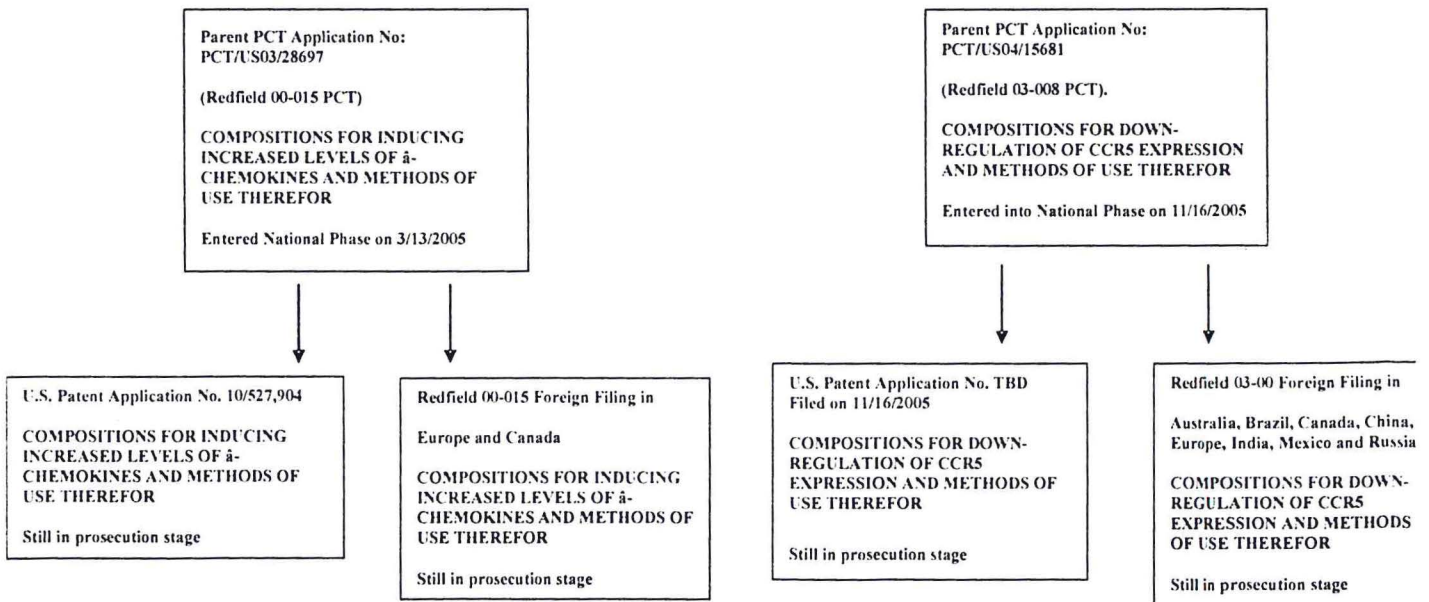 Parent PCT Application No:
PCT/US03/28697
(Redfield 00-015 PCT)
COMPOSITIONS FOR INDUCING
INCREASED LEVELS OF â-
CHEMOKINES AND METHODS OF
USE THEREFOR
Entered National Phase on 3/13/2005
Parent PCT Application No:
PCT/US04/15681
(Redfield 03-008 PCT).
COMPOSITIONS FOR DOWN-
REGULATION OF CCR5 EXPRESSION
AND METHODS OF USE THEREFOR
Entered into National Phase on 11/16/2005
U.S. Patent Application No. 10/527,904
COMPOSITIONS FOR INDUCING
INCREASED LEVELS OF â-
CHEMOKINES AND METHODS OF
USE THEREFOR
Still in prosecution stage
Redfield 00-015 Foreign Filing in
Europe and Canada
COMPOSITIONS FOR INDUCING
INCREASED LEVELS OF â-
CHEMOKINES AND METHODS OF
USE THEREFOR
Still in prosecution stage
U.S. Patent Application No. TBD
Filed on 11/16/2005
COMPOSITIONS FOR DOWN-
REGULATION OF CCR5
EXPRESSION AND METHODS OF
USE THEREFOR
Still in prosecution stage
Redfield 03-00 Foreign Filing in
Australia, Brazil, Canada, China,
Europe, India, Mexico and Russia
COMPOSITIONS FOR DOWN-
REGULATION OF CCR5
EXPRESSION AND METHODS
OF USE THEREFOR
Still in prosecution stage